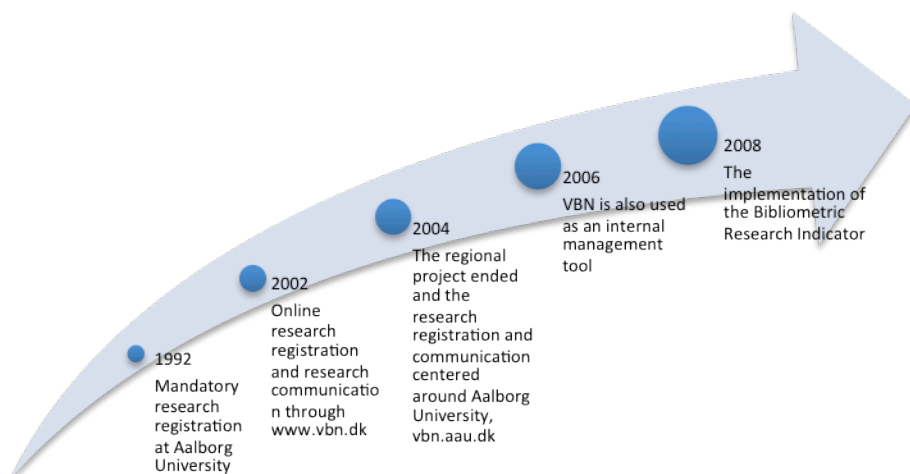 1992
Mandatory
research
registration
at Aalborg
University
2002
Online
research
registration
and research
communicatio
n through
www.vbn.dk
2004
The regional
project ended
and the
research
registration and
communication
centered
around Aalborg
University,
vbn.aau.dk
2006
VBN is also used
as an internal
management
tool
2008
The
implementation of
the Bibliometric
Research Indicator